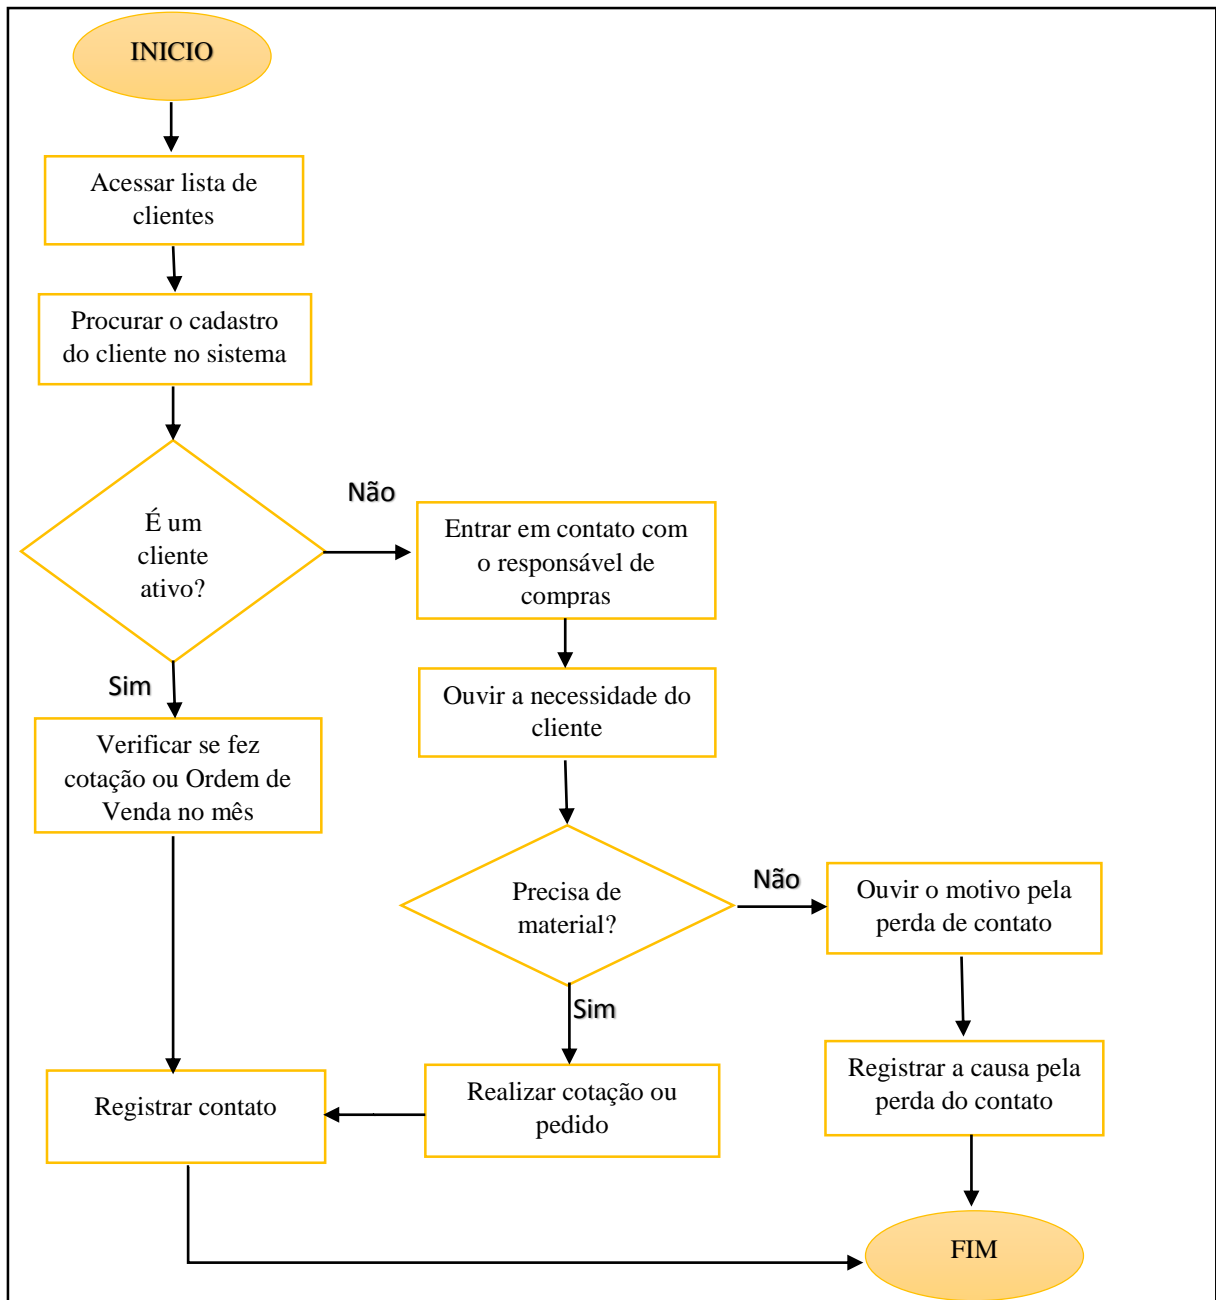 INICIO
Acessar lista de
clientes
Procurar o cadastro
do cliente no sistema
É um
cliente
ativo?
Não
Entrar em contato com
o responsável de
compras
Sim
Ouvir a necessidade do
cliente
Verificar se fez
cotação ou Ordem de
Venda no mês
Precisa de
material?
Não
Ouvir o motivo pela
perda de contato
Sim
Registrar a causa pela
perda do contato
Realizar cotação ou
pedido
Registrar contato
FIM